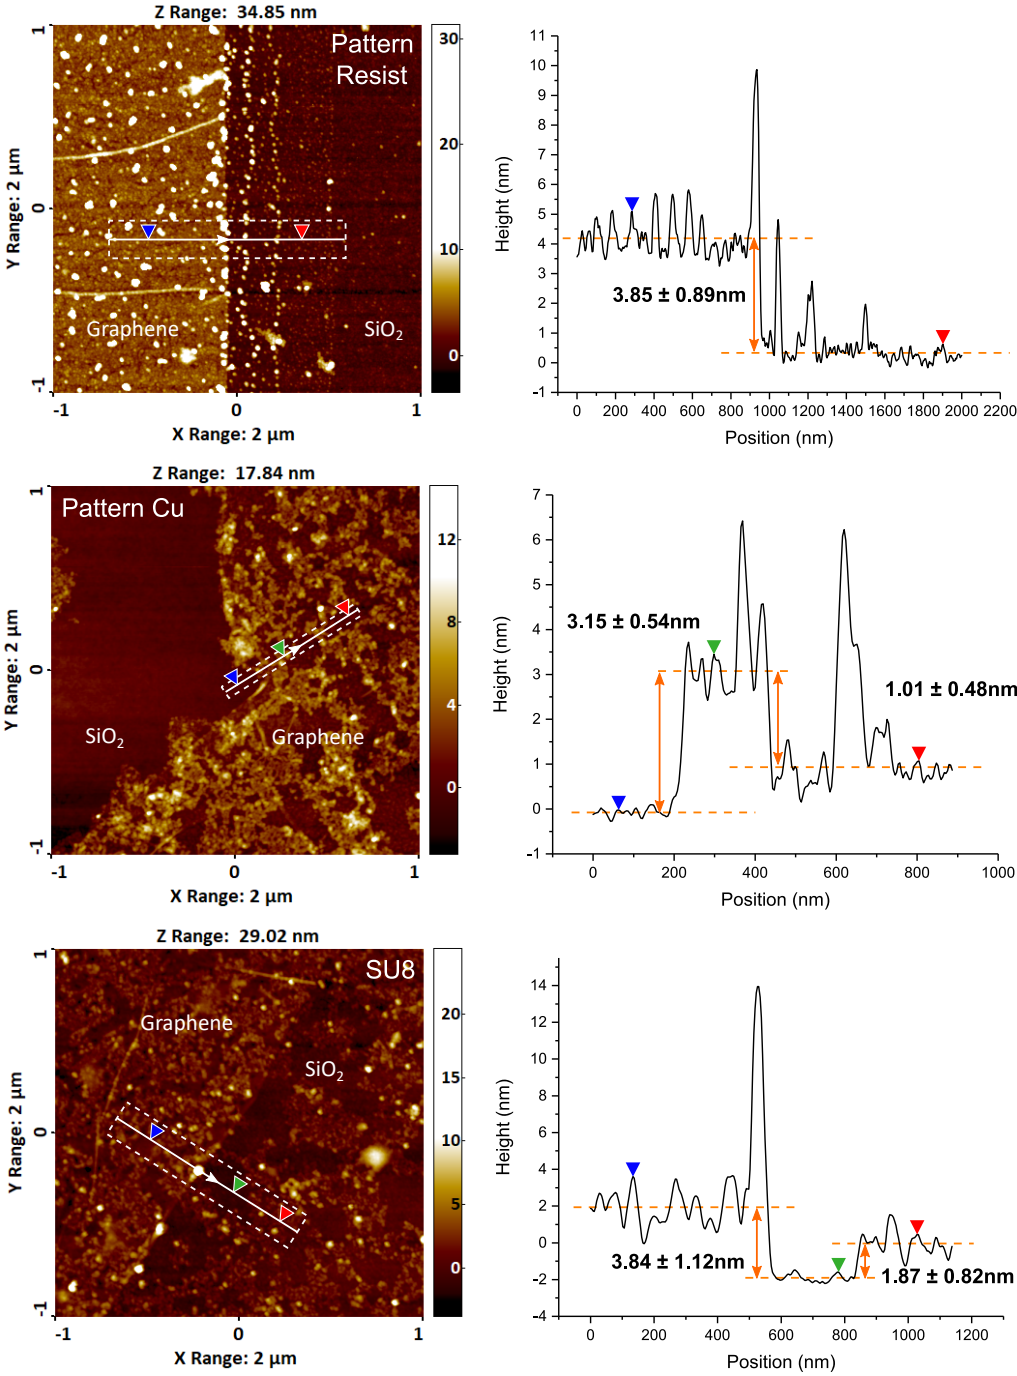 Z Range: 34.85 nm
Pattern
Resist
Graphene
SiO₂
1
0
-1
Y Range: 2 µm
-1
0
1
X Range: 2 µm
30
20
10
0
11
10
9
8
7
6
5
4
3
2
1
0
-1
Height (nm)
3.85 ± 0.89nm
0 200 400 600 800 1000 1200 1400 1600 1800 2000 2200
Position (nm)
Z Range: 17.84 nm
Pattern Cu
SiO₂
Graphene
1
0
-1
Y Range: 2 µm
-1
0
1
X Range: 2 µm
12
8
4
0
7
6
5
4
3
2
1
0
-1
Height (nm)
3.15 ± 0.54nm
1.01 ± 0.48nm
0 200 400 600 800 1000
Position (nm)
Z Range: 29.02 nm
SU8
Graphene
SiO₂
1
0
-1
Y Range: 2 µm
-1
0
1
X Range: 2 µm
20
15
10
5
0
14
12
10
8
6
4
2
0
-2
-4
Height (nm)
3.84 ± 1.12nm
1.87 ± 0.82nm
0 200 400 600 800 1000 1200
Position (nm)